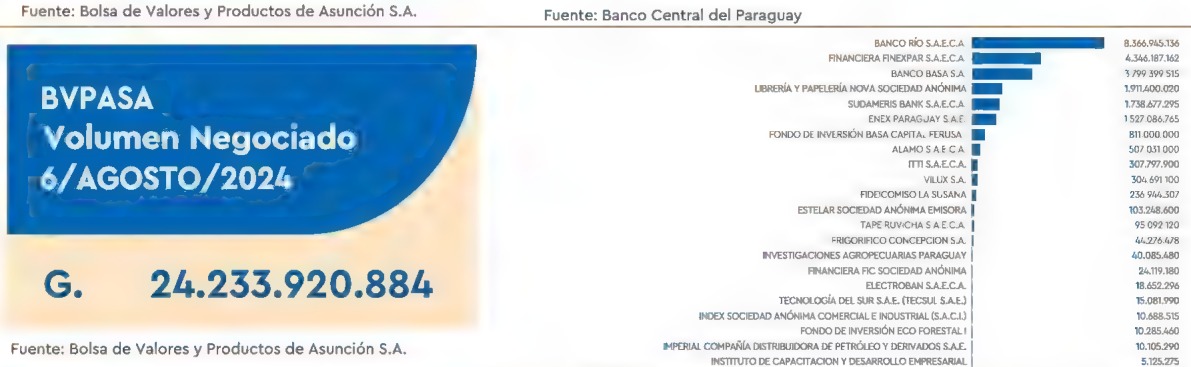 Fuente: Bolsa de Valores y Productos de Asunción S.A.
Fuente: Banco Central del Paraguay
BVPASA
Volumen Negociado
6/AGOSTO/2024
G. 24.233.920.884
Fuente: Bolsa de Valores y Productos de Asunción S.A.
BANCO RÍO S.A.E.C.A 8.366.945.136
FINANCIERA FINEXPAR S.A.E.C.A 4.346.187.162
BANCO BASA S.A 3 799 399 515
LIBRERÍA Y PAPELERÍA NOVA SOCIEDAD ANÓNIMA 1.911.400.020
SUDAMERIS BANK S.A.E.C.A 1.738.677.295
ENEX PARAGUAY S.A.E. 1 527 086.765
FONDO DE INVERSIÓN BASA CAPITAL FERUSA 811 000 000
ALAMO S A E C A 507 031 000
ITTI S.A.E.C.A. 307.797.900
VILUX S.A. 304 691 100
FIDEICOMISO LA SUSANA 236 944.307
ESTELAR SOCIEDAD ANÓNIMA EMISORA 103.248.600
TAPE RUVICHA S A E C.A 95 092 120
FRIGORIFICO CONCEPCION S.A. 44.276.478
INVESTIGACIONES AGROPECUARIAS PARAGUAY 40.085.480
FINANCIERA FIC SOCIEDAD ANÓNIMA 24.119.180
ELECTROBAN S.A.E.C.A. 18.652.296
TECNOLOGÍA DEL SUR S.A.E. (TECSUL S.A.E.) 15.081.990
INDEX SOCIEDAD ANÓNIMA COMERCIAL E INDUSTRIAL (S.A.C.I.) 10.688.515
FONDO DE INVERSIÓN ECO FORESTAL I 10.285.460
IMPERIAL COMPAÑÍA DISTRIBUIDORA DE PETRÓLEO Y DERIVADOS S.A.E. 10.105.290
INSTITUTO DE CAPACITACION Y DESARROLLO EMPRESARIAL 5.125.275